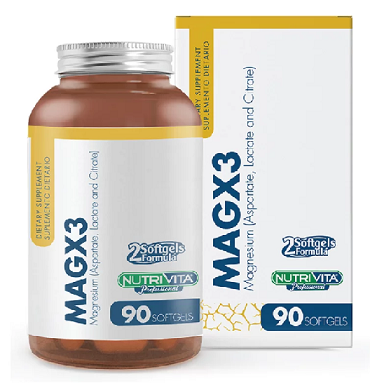 DIETARY SUPPLEMENT
SUPLEMENTO DIETARIO
MAGX3
Magnesium (Aspartate, Lactate and Citrate)
2 Softgels
Formula
NUTRIVITA
Professional
90 SOFTGELS
DIETARY SUPPLEMENT
SUPLEMENTO DIETARIO
MAGX3
Magnesium (Aspartate, Lactate and Citrate)
2 Softgels
Formula
NUTRIVITA
Professional
90 SOFTGELS